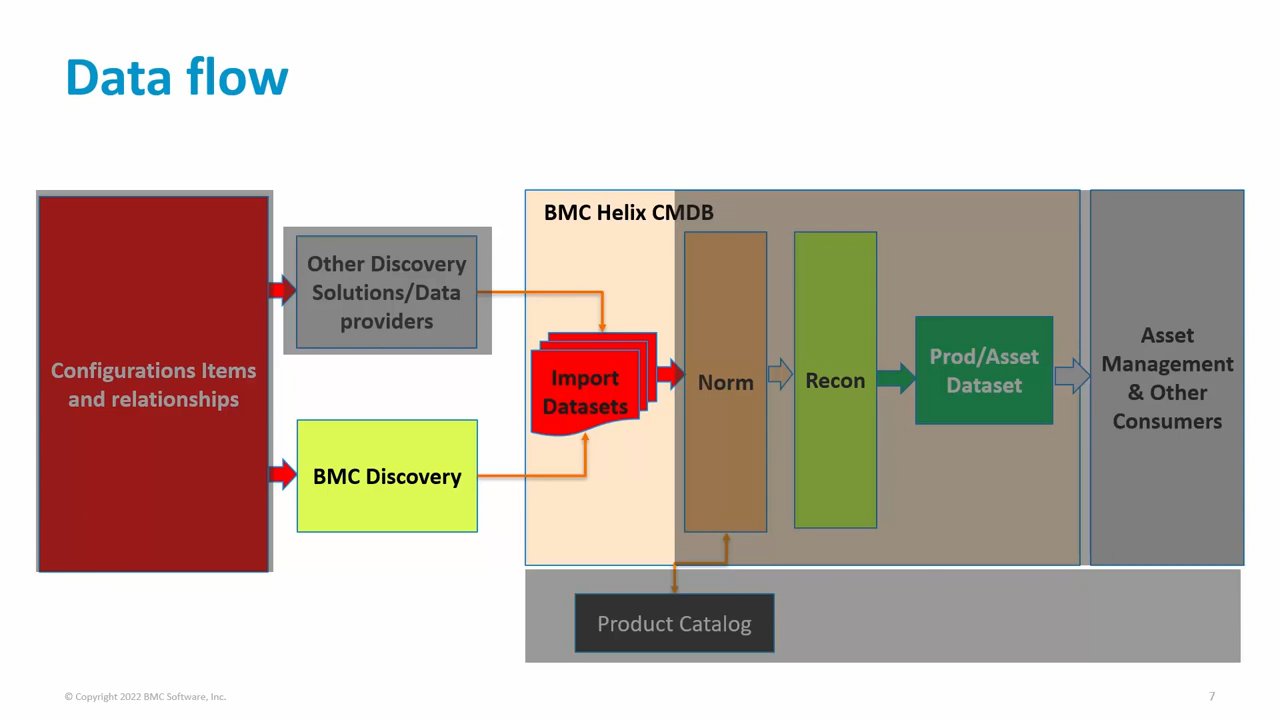 Data flow
Configurations Items
and relationships
Other Discovery
Solutions/Data
providers
BMC Discovery
BMC Helix CMDB
Import
Datasets
Norm
Recon
Prod/Asset
Dataset
Asset
Management
& Other
Consumers
Product Catalog
© Copyright 2022 BMC Software, Inc.
7